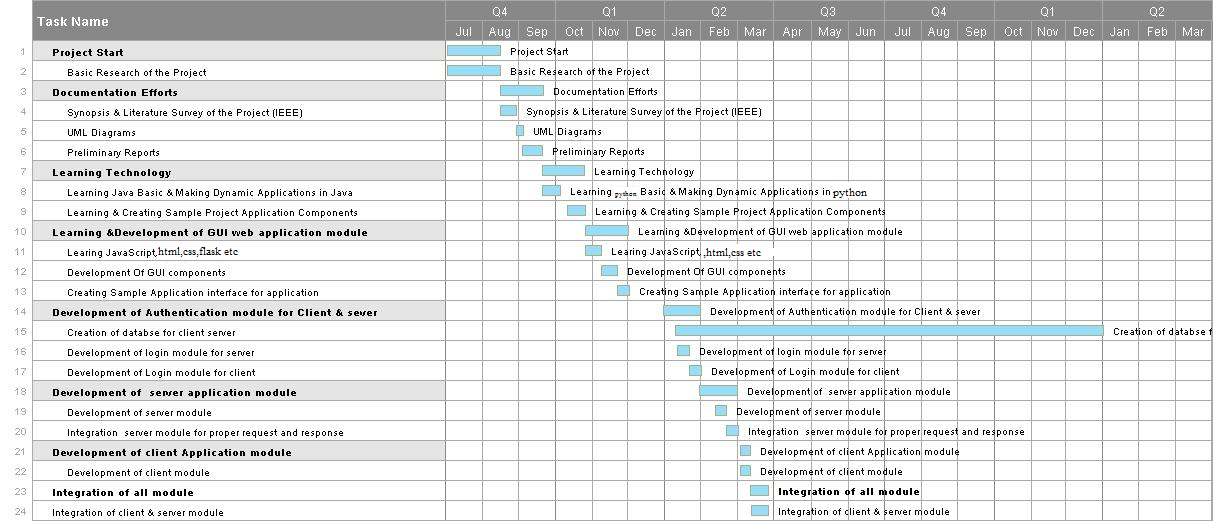 Task Name
Q4 Q1 Q2 Q3 Q4 Q1 Q2
Jul Aug Sep Oct Nov Dec Jan Feb Mar Apr May Jun Jul Aug Sep Oct Nov Dec Jan Feb Mar
1 Project Start Project Start
2 Basic Research of the Project Basic Research of the Project
3 Documentation Efforts Documentation Efforts
4 Synopsis & Literature Survey of the Project (IEEE) Synopsis & Literature Survey of the Project (IEEE)
5 UML Diagrams UML Diagrams
6 Preliminary Reports Preliminary Reports
7 Learning Technology Learning Technology
8 Learning Java Basic & Making Dynamic Applications in Java Learning python Basic & Making Dynamic Applications in python
9 Learning & Creating Sample Project Application Components Learning & Creating Sample Project Application Components
10 Learning &Development of GUI web application module Learning &Development of GUI web application module
11 Learing JavaScript,html,css,flask etc Learing JavaScript, ,html,css etc
12 Development Of GUI components Development Of GUI components
13 Creating Sample Application interface for application Creating Sample Application interface for application
14 Development of Authentication module for Client & sever Development of Authentication module for Client & sever
15 Creation of databse for client server Creation of databse f
16 Development of login module for server Development of login module for server
17 Development of Login module for client Development of Login module for client
18 Development of server application module Development of server application module
19 Development of server module Development of server module
20 Integration server module for proper request and response Integration server module for proper request and response
21 Development of client Application module Development of client Application module
22 Development of client module Development of client module
23 Integration of all module Integration of all module
24 Integration of client & server module Integration of client & server module